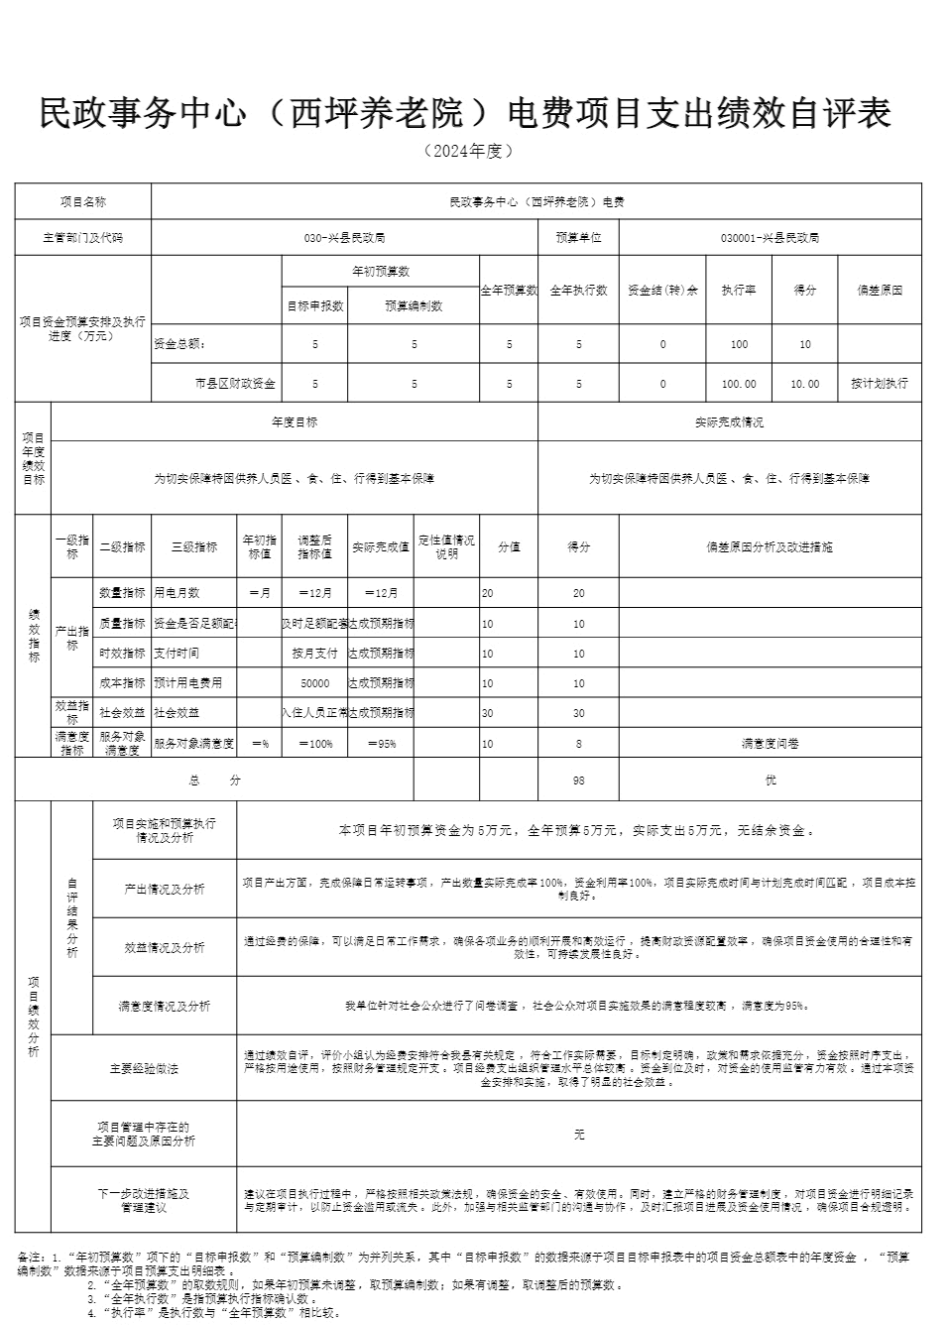 民政事务中心（西坪养老院）电费项目支出绩效自评表
（2024年度）
项目名称 民政事务中心（西坪养老院）电费
主管部门及代码 030-兴县民政局 预算单位 030001-兴县民政局
项目资金预算安排及执行
进度（万元）
年初预算数 全年预算数 全年执行数 资金结(转)余 执行率 得分 偏差原因
目标申报数 预算编制数
资金总额： 5 5 5 5 0 100 10
市县区财政资金 5 5 5 5 0 100.00 10.00 按计划执行
项目
年度
绩效
目标
年度目标 实际完成情况
为切实保障特困供养人员医、食、住、行得到基本保障 为切实保障特困供养人员医、食、住、行得到基本保障
绩
效
指
标
一级指
标
二级指标 三级指标
年初指
标值
调整后
指标值
实际完成值
定性值情况
说明
分值 得分 偏差原因分析及改进措施
产出指
标
数量指标 用电月数 ＝月 ＝12月 ＝12月 20 20
质量指标 资金是否足额配 及时足额配 达成预期指标 10 10
时效指标 支付时间 按月支付 达成预期指标 10 10
成本指标 预计用电费用 50000 达成预期指标 10 10
效益指
标
社会效益 社会效益 入住人员正常 达成预期指标 30 30
满意度
指标
服务对象
满意度
服务对象满意度 ＝% ＝100% ＝95% 10 8 满意度问卷
总 分 98 优
项
目
绩
效
分
析
自
评
结
果
分
析
项目实施和预算执行
情况及分析
本项目年初预算资金为5万元，全年预算5万元，实际支出5万元，无结余资金。
产出情况及分析
项目产出方面，完成保障日常运转事项，产出数量实际完成率100%，资金利用率100%，项目实际完成时间与计划完成时间匹配，项目成本控
制良好。
效益情况及分析
通过经费的保障，可以满足日常工作需求，确保各项业务的顺利开展和高效运行，提高财政资源配置效率，确保项目资金使用的合理性和有
效性，可持续发展性良好。
满意度情况及分析
我单位针对社会公众进行了问卷调查，社会公众对项目实施效果的满意程度较高，满意度为95%。
主要经验做法
通过绩效自评，评价小组认为经费安排符合我县有关规定，符合工作实际需要，目标制定明确，政策和需求依据充分，资金按照时序支出，
严格按用途使用，按照财务管理规定开支。项目经费支出组织管理水平总体较高。资金到位及时，对资金的使用监管有力有效。通过本项资
金安排和实施，取得了明显的社会效益。
项目管理中存在的
主要问题及原因分析
无
下一步改进措施及
管理建议
建议在项目执行过程中，严格按照相关政策法规，确保资金的安全、有效使用。同时，建立严格的财务管理制度，对项目资金进行明细记录
与定期审计，以防止资金滥用或流失。此外，加强与相关监管部门的沟通与协作，及时汇报项目进展及资金使用情况，确保项目合规透明。
备注：1.“年初预算数”项下的“目标申报数”和“预算编制数”为并列关系，其中“目标申报数”的数据来源于项目目标申报表中的项目资金总额表中的年度资金，“预算
编制数”数据来源于项目预算支出明细表。
2.“全年预算数”的取数规则，如果年初预算未调整，取预算编制数；如果有调整，取调整后的预算数。
3.“全年执行数”是指预算执行指标确认数。
4.“执行率”是执行数与“全年预算数”相比较。